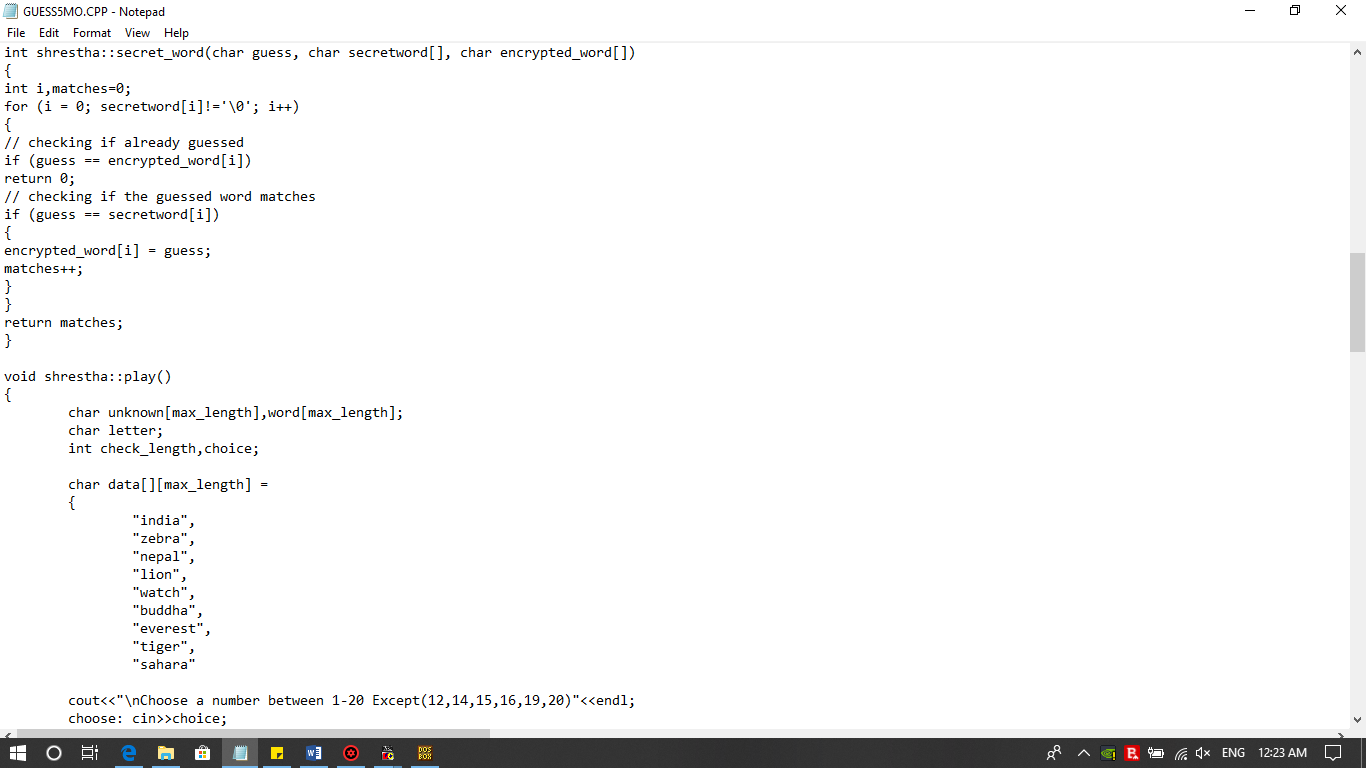 GUESS5MO.CPP - Notepad
File Edit Format View Help
int shrestha::secret_word(char guess, char secretword[], char encrypted_word[])
{
int i,matches=0;
for (i = 0; secretword[i]!='\0'; i++)
{
// checking if already guessed
if (guess == encrypted_word[i])
return 0;
// checking if the guessed word matches
if (guess == secretword[i])
{
encrypted_word[i] = guess;
matches++;
}
}
return matches;
}
void shrestha::play()
{
char unknown[max_length],word[max_length];
char letter;
int check_length,choice;
char data[][max_length] =
{
"india",
"zebra",
"nepal",
"lion",
"watch",
"buddha",
"everest",
"tiger",
"sahara"
cout<<"\nChoose a number between 1-20 Except(12,14,15,16,19,20)"<<endl;
choose: cin>>choice;
ENG 12:23 AM